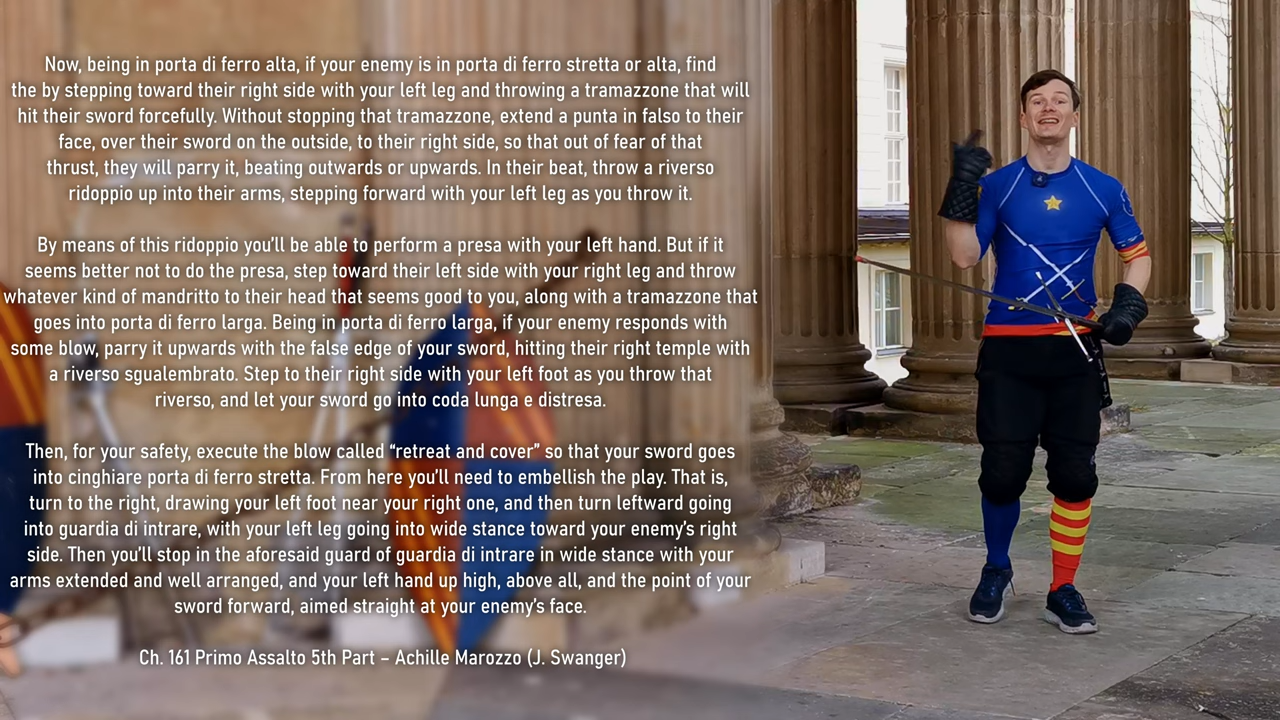 Now, being in porta di ferro alta, if your enemy is in porta di ferro stretta or alta, find
the by stepping toward their right side with your left leg and throwing a tramazzone that will
hit their sword forcefully. Without stopping that tramazzone, extend a punta in falso to their
face, over their sword on the outside, to their right side, so that out of fear of that
thrust, they will parry it, beating outwards or upwards. In their beat, throw a riverso
ridoppio up into their arms, stepping forward with your left leg as you throw it.
By means of this ridoppio you'll be able to perform a presa with your left hand. But if it
seems better not to do the presa, step toward their left side with your right leg and throw
whatever kind of mandritto to their head that seems good to you, along with a tramazzone that
goes into porta di ferro larga. Being in porta di ferro larga, if your enemy responds with
some blow, parry it upwards with the false edge of your sword, hitting their right temple with
a riverso sgualembrato. Step to their right side with your left foot as you throw that
riverso, and let your sword go into coda lunga e distresa.
Then, for your safety, execute the blow called “retreat and cover” so that your sword goes
into cinghiare porta di ferro stretta. From here you'll need to embellish the play. That is,
turn to the right, drawing your left foot near your right one, and then turn leftward going
into guardia di intrare, with your left leg going into wide stance toward your enemy's right
side. Then you'll stop in the aforesaid guard of guardia di intrare in wide stance with your
arms extended and well arranged, and your left hand up high, above all, and the point of your
sword forward, aimed straight at your enemy's face.
Ch. 161 Primo Assalto 5th Part – Achille Marozzo (J. Swanger)